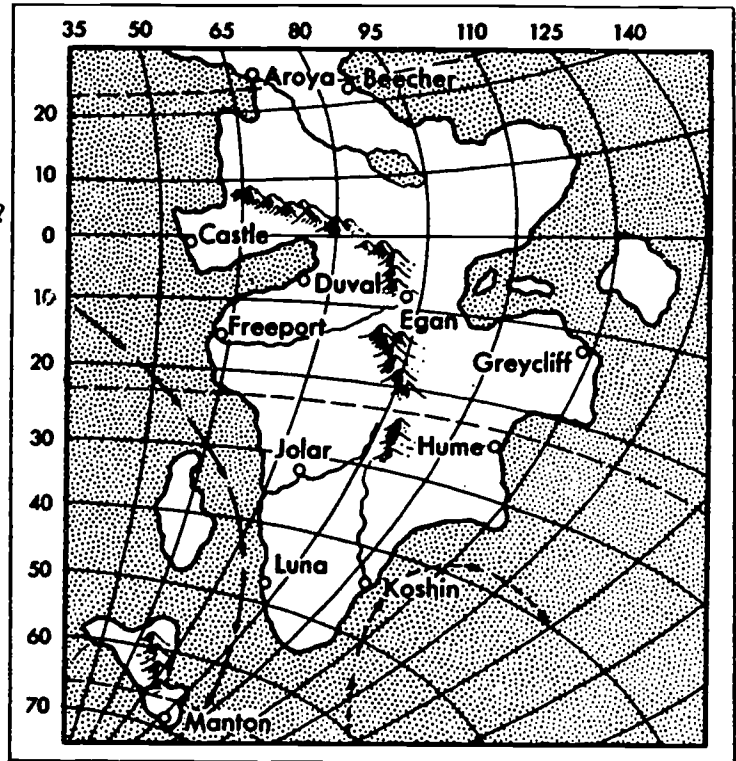 35 50 65 80 95 110 125 140
Aroya Beecher
20
10
0
Castle
Duval
10
Egan
Freeport
Greycliff
20
30
Jolar
Hume
40
Luna
50
Koshin
60
70
Manton